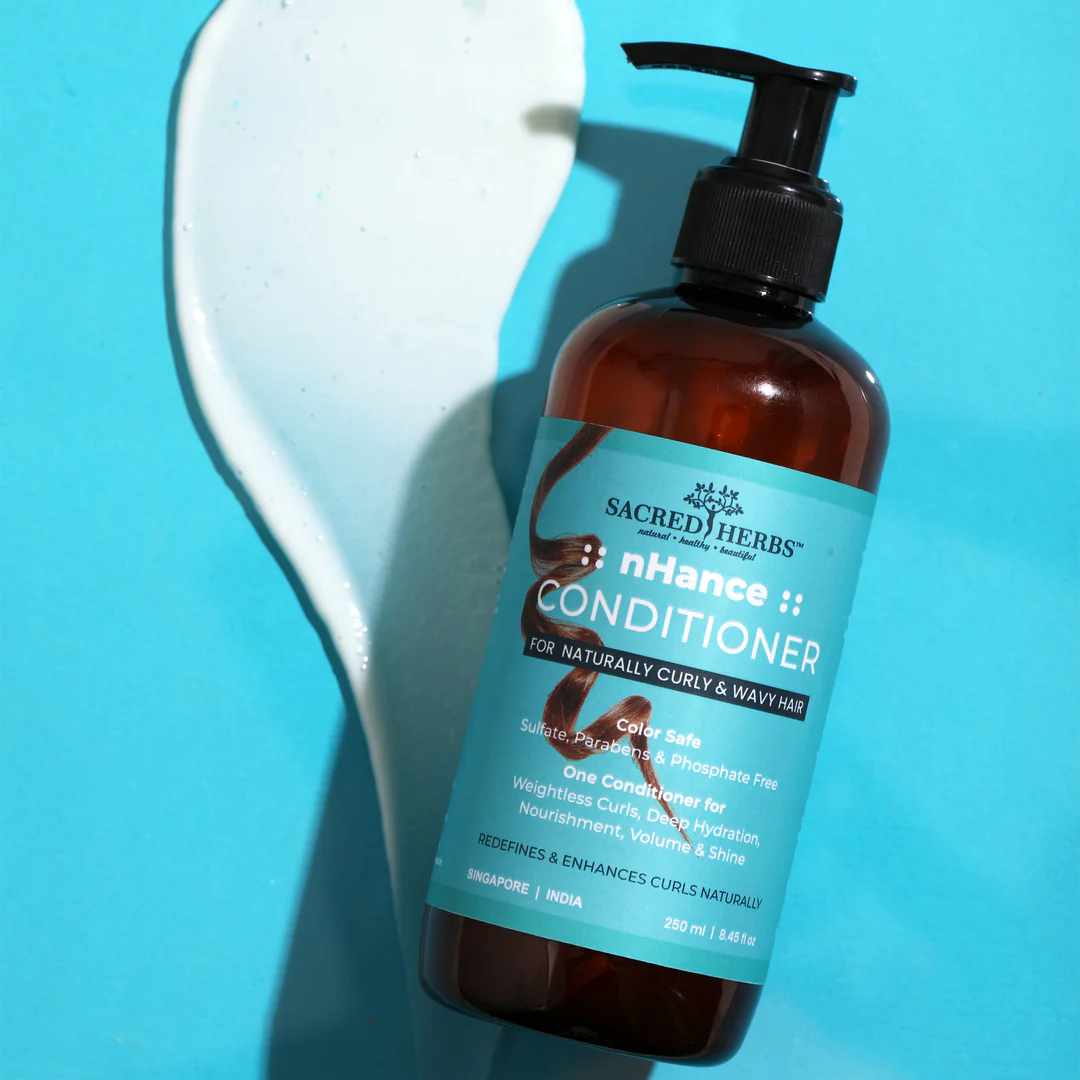 SACRED HERBS™
natural • healthy • beautiful
nHance
CONDITIONER
FOR NATURALLY CURLY & WAVY HAIR
Color Safe
Sulfate, Parabens & Phosphate Free
One Conditioner for
Weightless Curls, Deep Hydration,
Nourishment, Volume & Shine
REDEFINES & ENHANCES CURLS NATURALLY
SINGAPORE | INDIA
250 ml | 8.45 fl oz